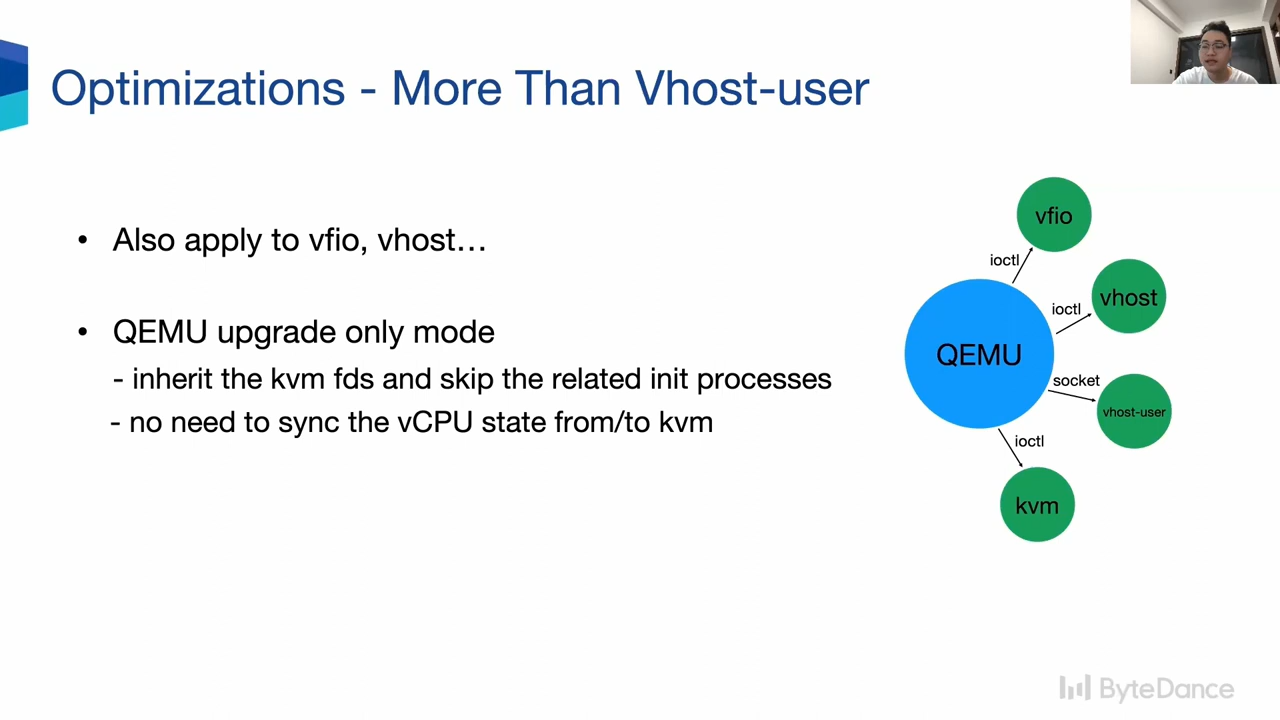 Optimizations - More Than Vhost-user
• Also apply to vfio, vhost…
• QEMU upgrade only mode
- inherit the kvm fds and skip the related init processes
- no need to sync the vCPU state from/to kvm
vfio
ioctl
vhost
ioctl
QEMU
socket
vhost-user
ioctl
kvm
ByteDance